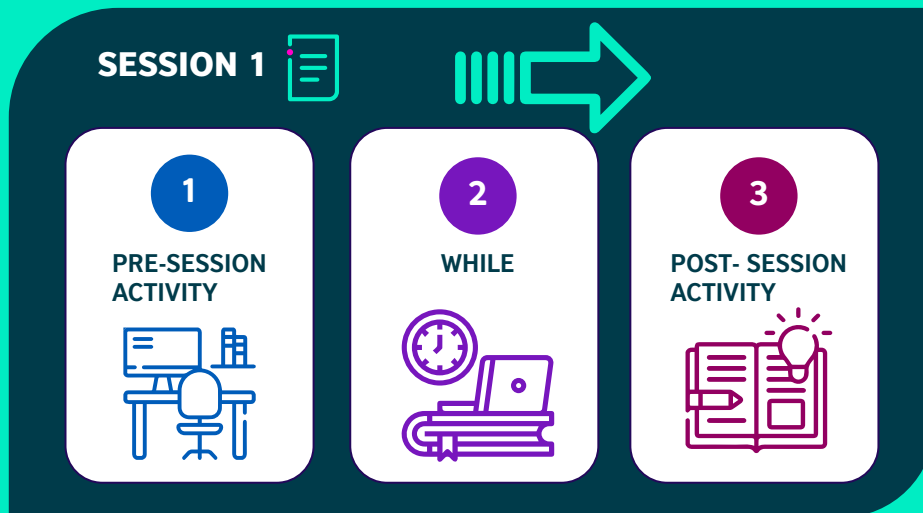 SESSION 1
1
PRE-SESSION
ACTIVITY
2
WHILE
3
POST- SESSION
ACTIVITY